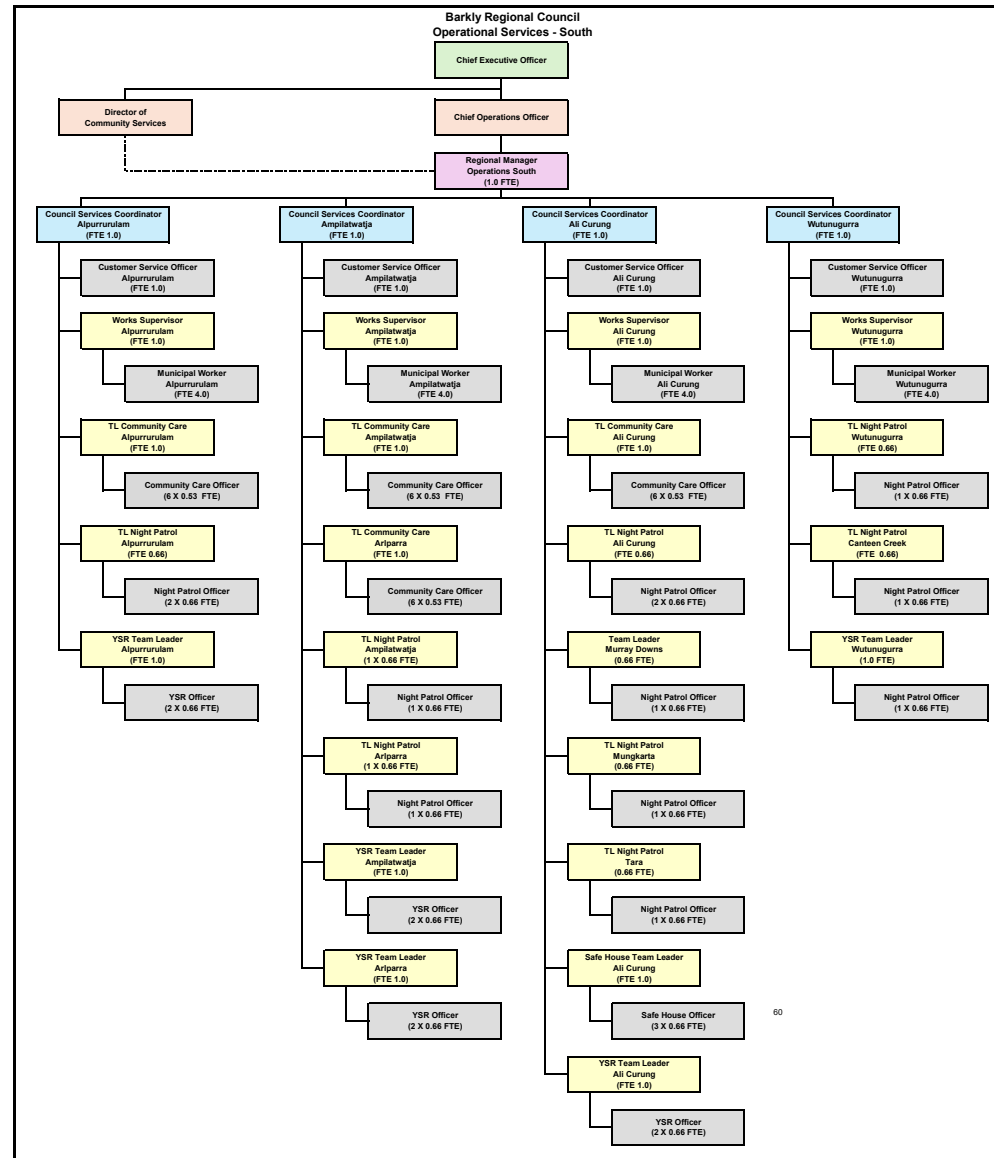 Barkly Regional Council
Operational Services - South
Chief Executive Officer
Director of
Community Services
Chief Operations Officer
Regional Manager
Operations South
(1.0 FTE)
Council Services Coordinator
Alpurrurulam
(FTE 1.0)
Customer Service Officer
Alpurrurulam
(FTE 1.0)
Works Supervisor
Alpurrurulam
(FTE 1.0)
Municipal Worker
Alpurrurulam
(FTE 4.0)
TL Community Care
Alpurrurulam
(FTE 1.0)
Community Care Officer
(6 X 0.53  FTE)
TL Night Patrol
Alpurrurulam
(FTE 0.66)
Night Patrol Officer
(2 X 0.66 FTE)
YSR Team Leader
Alpurrurulam
(FTE 1.0)
YSR Officer
(2 X 0.66 FTE)
Council Services Coordinator
Ampilatwatja
(FTE 1.0)
Customer Service Officer
Ampilatwatja
(FTE 1.0)
Works Supervisor
Ampilatwatja
(FTE 1.0)
Municipal Worker
Ampilatwatja
(FTE 4.0)
TL Community Care
Ampilatwatja
(FTE 1.0)
Community Care Officer
(6 X 0.53  FTE)
TL Community Care
Arlparra
(FTE 1.0)
Community Care Officer
(6 X 0.53 FTE)
TL Night Patrol
Ampilatwatja
(1 X 0.66 FTE)
Night Patrol Officer
(1 X 0.66 FTE)
TL Night Patrol
Arlparra
(1 X 0.66 FTE)
Night Patrol Officer
(1 X 0.66 FTE)
YSR Team Leader
Ampilatwatja
(FTE 1.0)
YSR Officer
(2 X 0.66 FTE)
YSR Team Leader
Arlparra
(FTE 1.0)
YSR Officer
(2 X 0.66 FTE)
Council Services Coordinator
Ali Curung
(FTE 1.0)
Customer Service Officer
Ali Curung
(FTE 1.0)
Works Supervisor
Ali Curung
(FTE 1.0)
Municipal Worker
Ali Curung
(FTE 4.0)
TL Community Care
Ali Curung
(FTE 1.0)
Community Care Officer
(6 X 0.53  FTE)
TL Night Patrol
Ali Curung
(FTE 0.66)
Night Patrol Officer
(2 X 0.66 FTE)
Team Leader
Murray Downs
(0.66 FTE)
Night Patrol Officer
(1 X 0.66 FTE)
TL Night Patrol
Mungkarta
(0.66 FTE)
Night Patrol Officer
(1 X 0.66 FTE)
TL Night Patrol
Tara
(0.66 FTE)
Night Patrol Officer
(1 X 0.66 FTE)
Safe House Team Leader
Ali Curung
(FTE 1.0)
Safe House Officer
(3 X 0.66 FTE)
YSR Team Leader
Ali Curung
(FTE 1.0)
YSR Officer
(2 X 0.66 FTE)
Council Services Coordinator
Wutunugurra
(FTE 1.0)
Customer Service Officer
Wutunugurra
(FTE 1.0)
Works Supervisor
Wutunugurra
(FTE 1.0)
Municipal Worker
Wutunugurra
(FTE 4.0)
TL Night Patrol
Wutunugurra
(FTE 0.66)
Night Patrol Officer
(1 X 0.66 FTE)
TL Night Patrol
Canteen Creek
(FTE  0.66)
Night Patrol Officer
(1 X 0.66 FTE)
YSR Team Leader
Wutunugurra
(1.0 FTE)
Night Patrol Officer
(1 X 0.66 FTE)
60